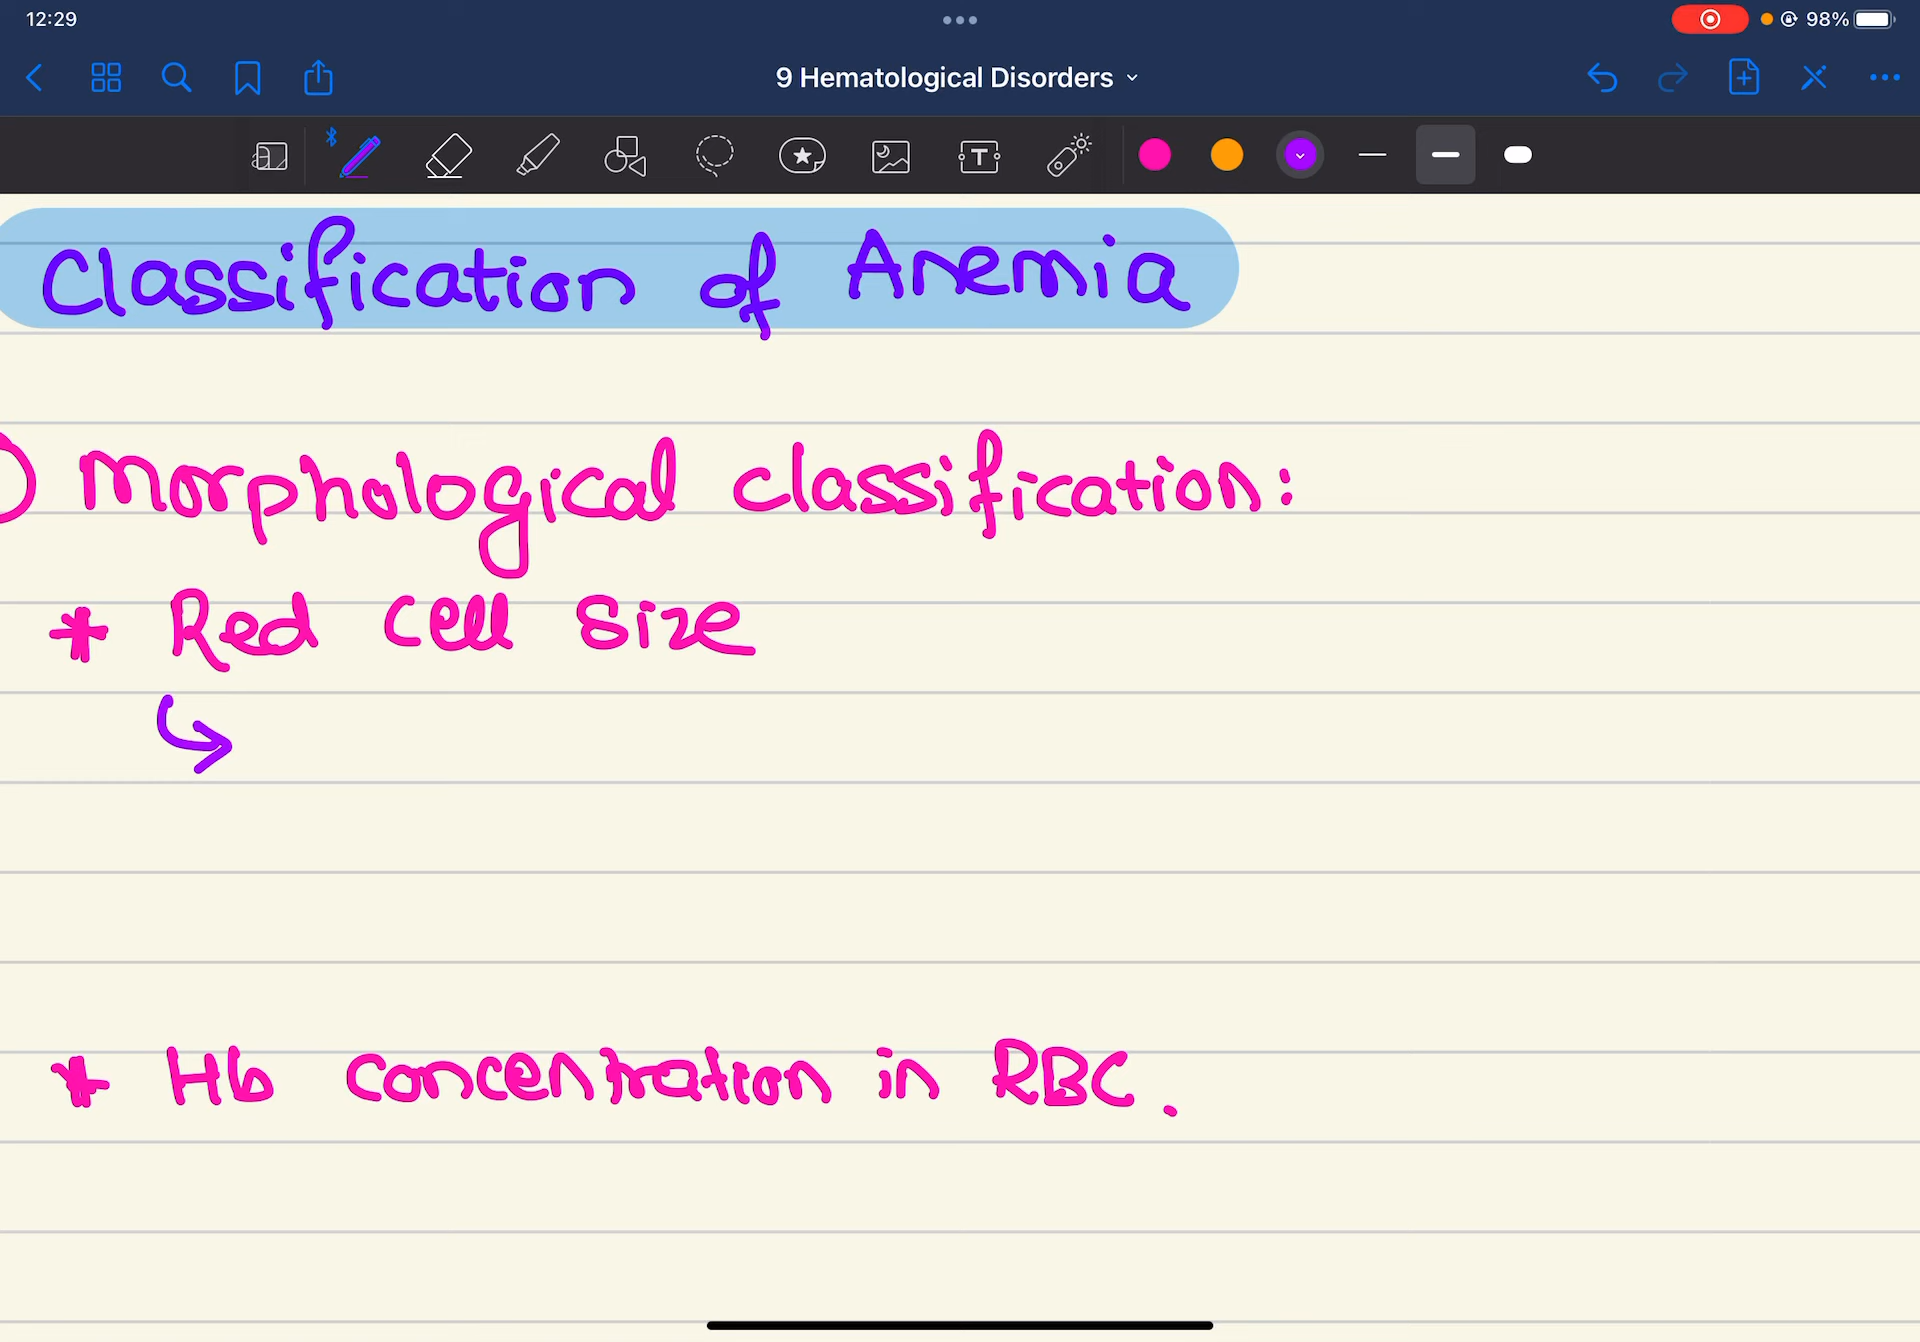 12:29
98%
9 Hematological Disorders
Classification of Anemia
Morphological classification:
* Red cell size
* Hb concentration in RBC.